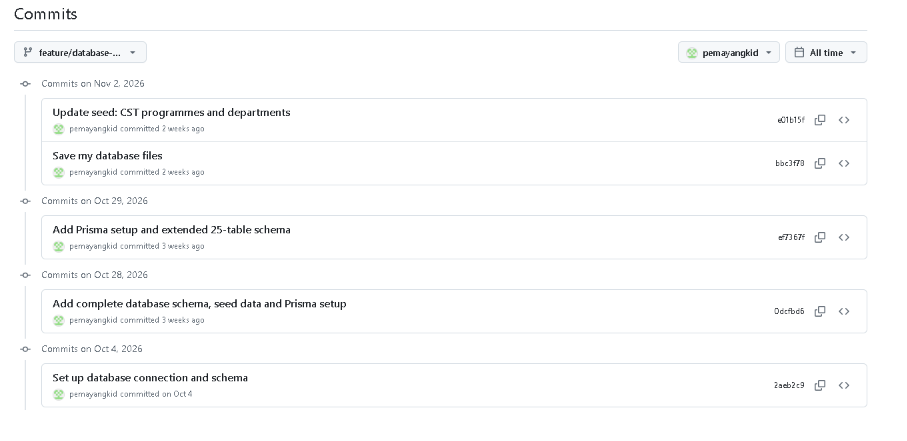 Commits
feature/database-...
pemayangkid
All time
Commits on Nov 2, 2026
Update seed: CST programmes and departments
e01b15f
pemayangkid committed 2 weeks ago
Save my database files
bbc3f78
pemayangkid committed 2 weeks ago
Commits on Oct 29, 2026
Add Prisma setup and extended 25-table schema
ef7367f
pemayangkid committed 3 weeks ago
Commits on Oct 28, 2026
Add complete database schema, seed data and Prisma setup
0dcfbd6
pemayangkid committed 3 weeks ago
Commits on Oct 4, 2026
Set up database connection and schema
2aeb2c9
pemayangkid committed on Oct 4